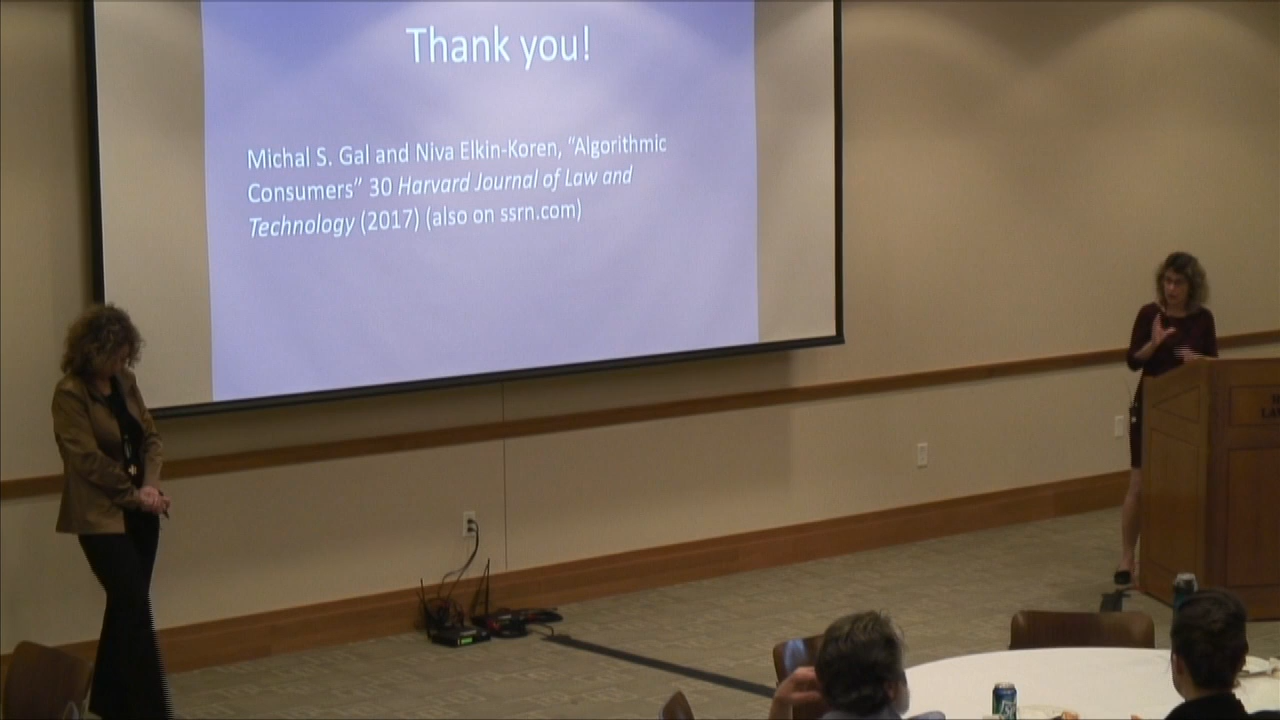 Thank you!
Michal S. Gal and Niva Elkin-Koren, “Algorithmic
Consumers” 30 Harvard Journal of Law and
Technology (2017) (also on ssrn.com)